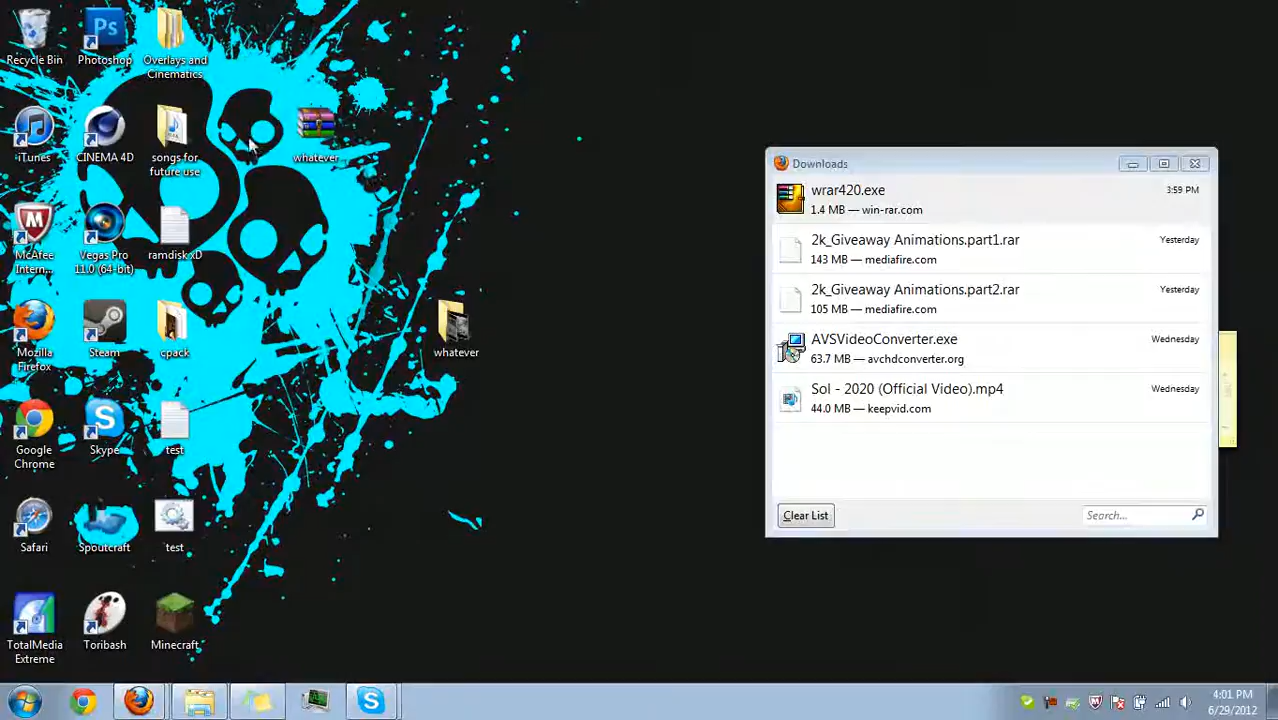 Recycle Bin
Photoshop
Overlays and
Cinematics
iTunes
CINEMA 4D
songs for
future use
whatever
McAfee
Intern...
Vegas Pro
11.0 (64-bit)
ramdisk xD
Mozilla
Firefox
Steam
cpack
whatever
Google
Chrome
Skype
test
Safari
Spoutcraft
test
TotalMedia
Extreme
Toribash
Minecraft
Ps
Downloads
wrar420.exe
3:59 PM
1.4 MB — win-rar.com
2k_Giveaway Animations.part1.rar
Yesterday
143 MB — mediafire.com
2k_Giveaway Animations.part2.rar
Yesterday
105 MB — mediafire.com
AVSVideoConverter.exe
Wednesday
63.7 MB — avchdconverter.org
Sol - 2020 (Official Video).mp4
Wednesday
44.0 MB — keepvid.com
Clear List
Search...
4:01 PM
6/29/2012